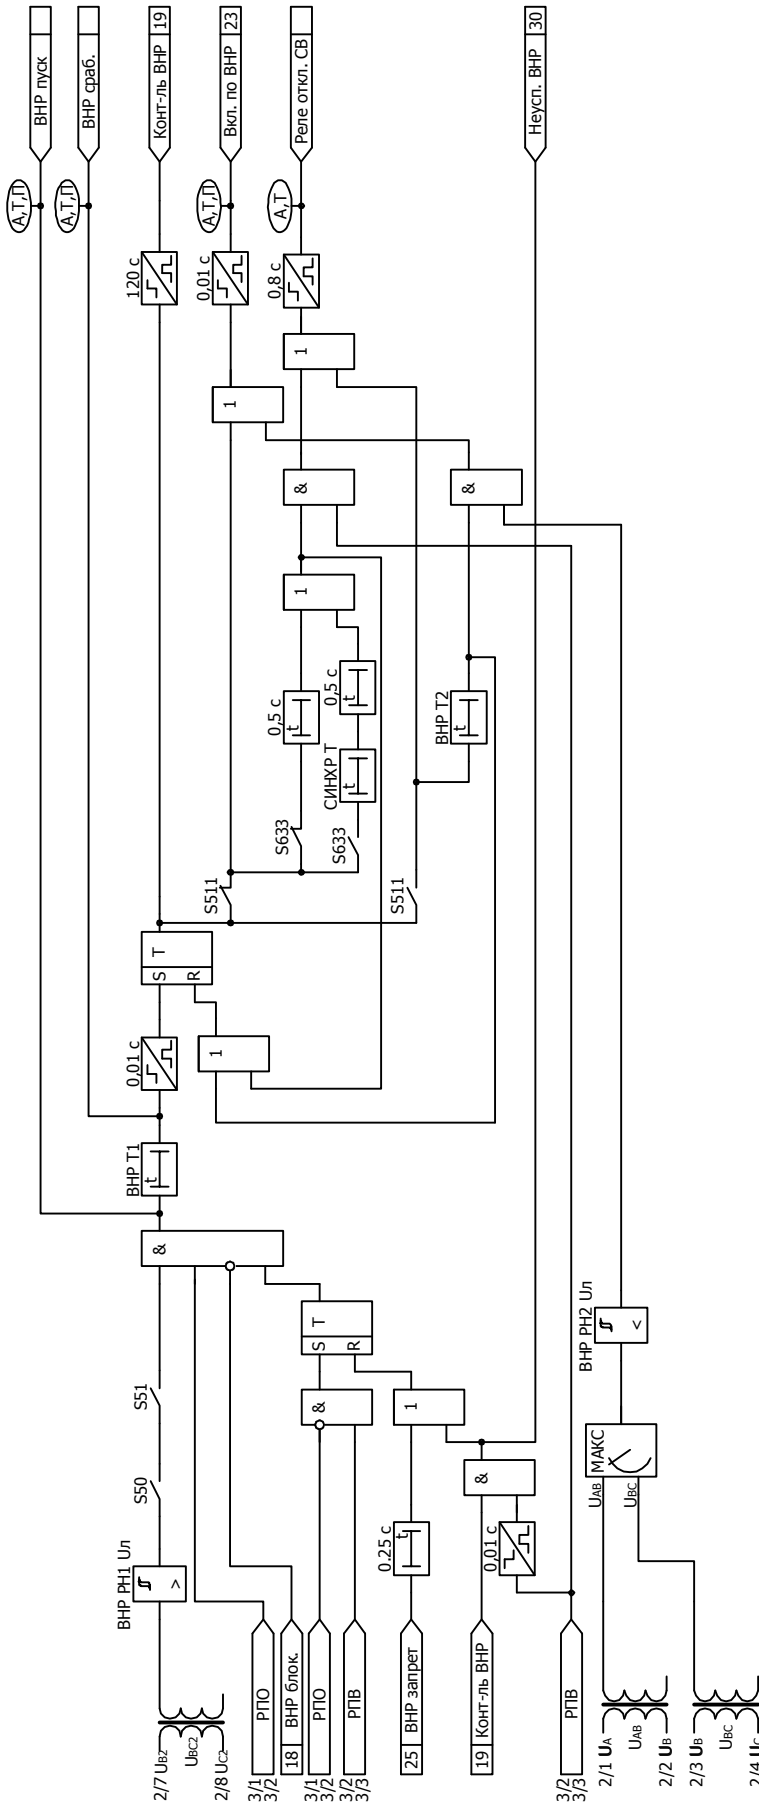 ВНР пуск
ВНР сраб.
Конт-ль ВНР 19
Вкл. по ВНР 23
Реле откл. СВ
Неусп. ВНР 30
А,Т,П
А,Т,П
А,Т,П
А,Т
120 с
0,01 с
0,8 с
1
1
&
&
1
0,5 с
t
0,5 с
t
СИНХР Т
t
ВНР Т2
t
S633
S633
S511
S511
S T
R
0,01 с
1
ВНР Т1
t
&
S T
R
&
1
&
S51
S50
ВНР РН1 Uл
>
0.25 с
t
0,01 с
ВНР РН2 Uл
<
МАКС
UAB
UBC
2/7 UB2
UBC2
2/8 UC2
3/1
3/2
РПО
18 ВНР блок.
3/1
3/2
РПО
3/2
3/3
РПВ
25 ВНР запрет
19 Конт-ль ВНР
3/2
3/3
РПВ
2/1 UA
UAB
2/2 UB
2/3 UB
UBC
2/4 UC